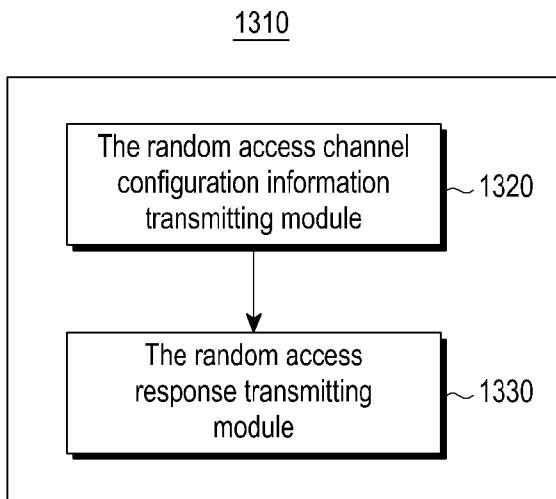 1310
The random access channel
configuration information
transmitting module
1320
The random access
response transmitting
module
1330